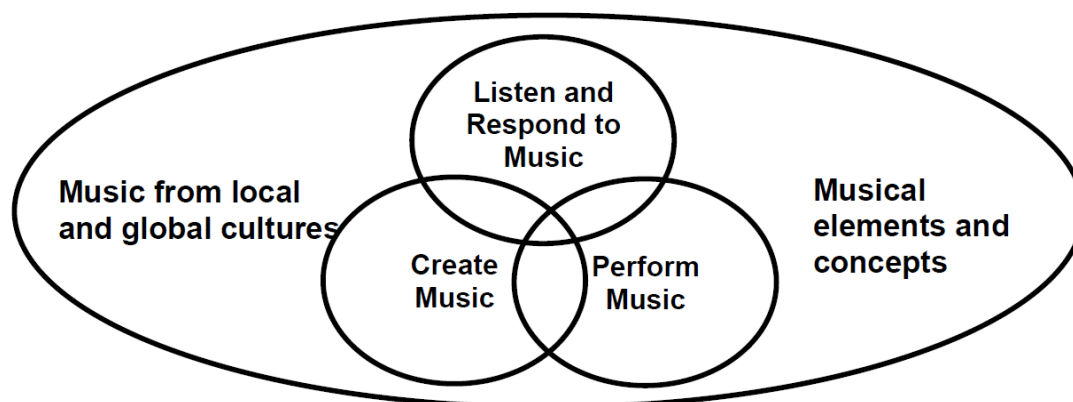 Listen and
Respond to
Music
Music from local
and global cultures
Musical
elements and
concepts
Create
Music
Perform
Music